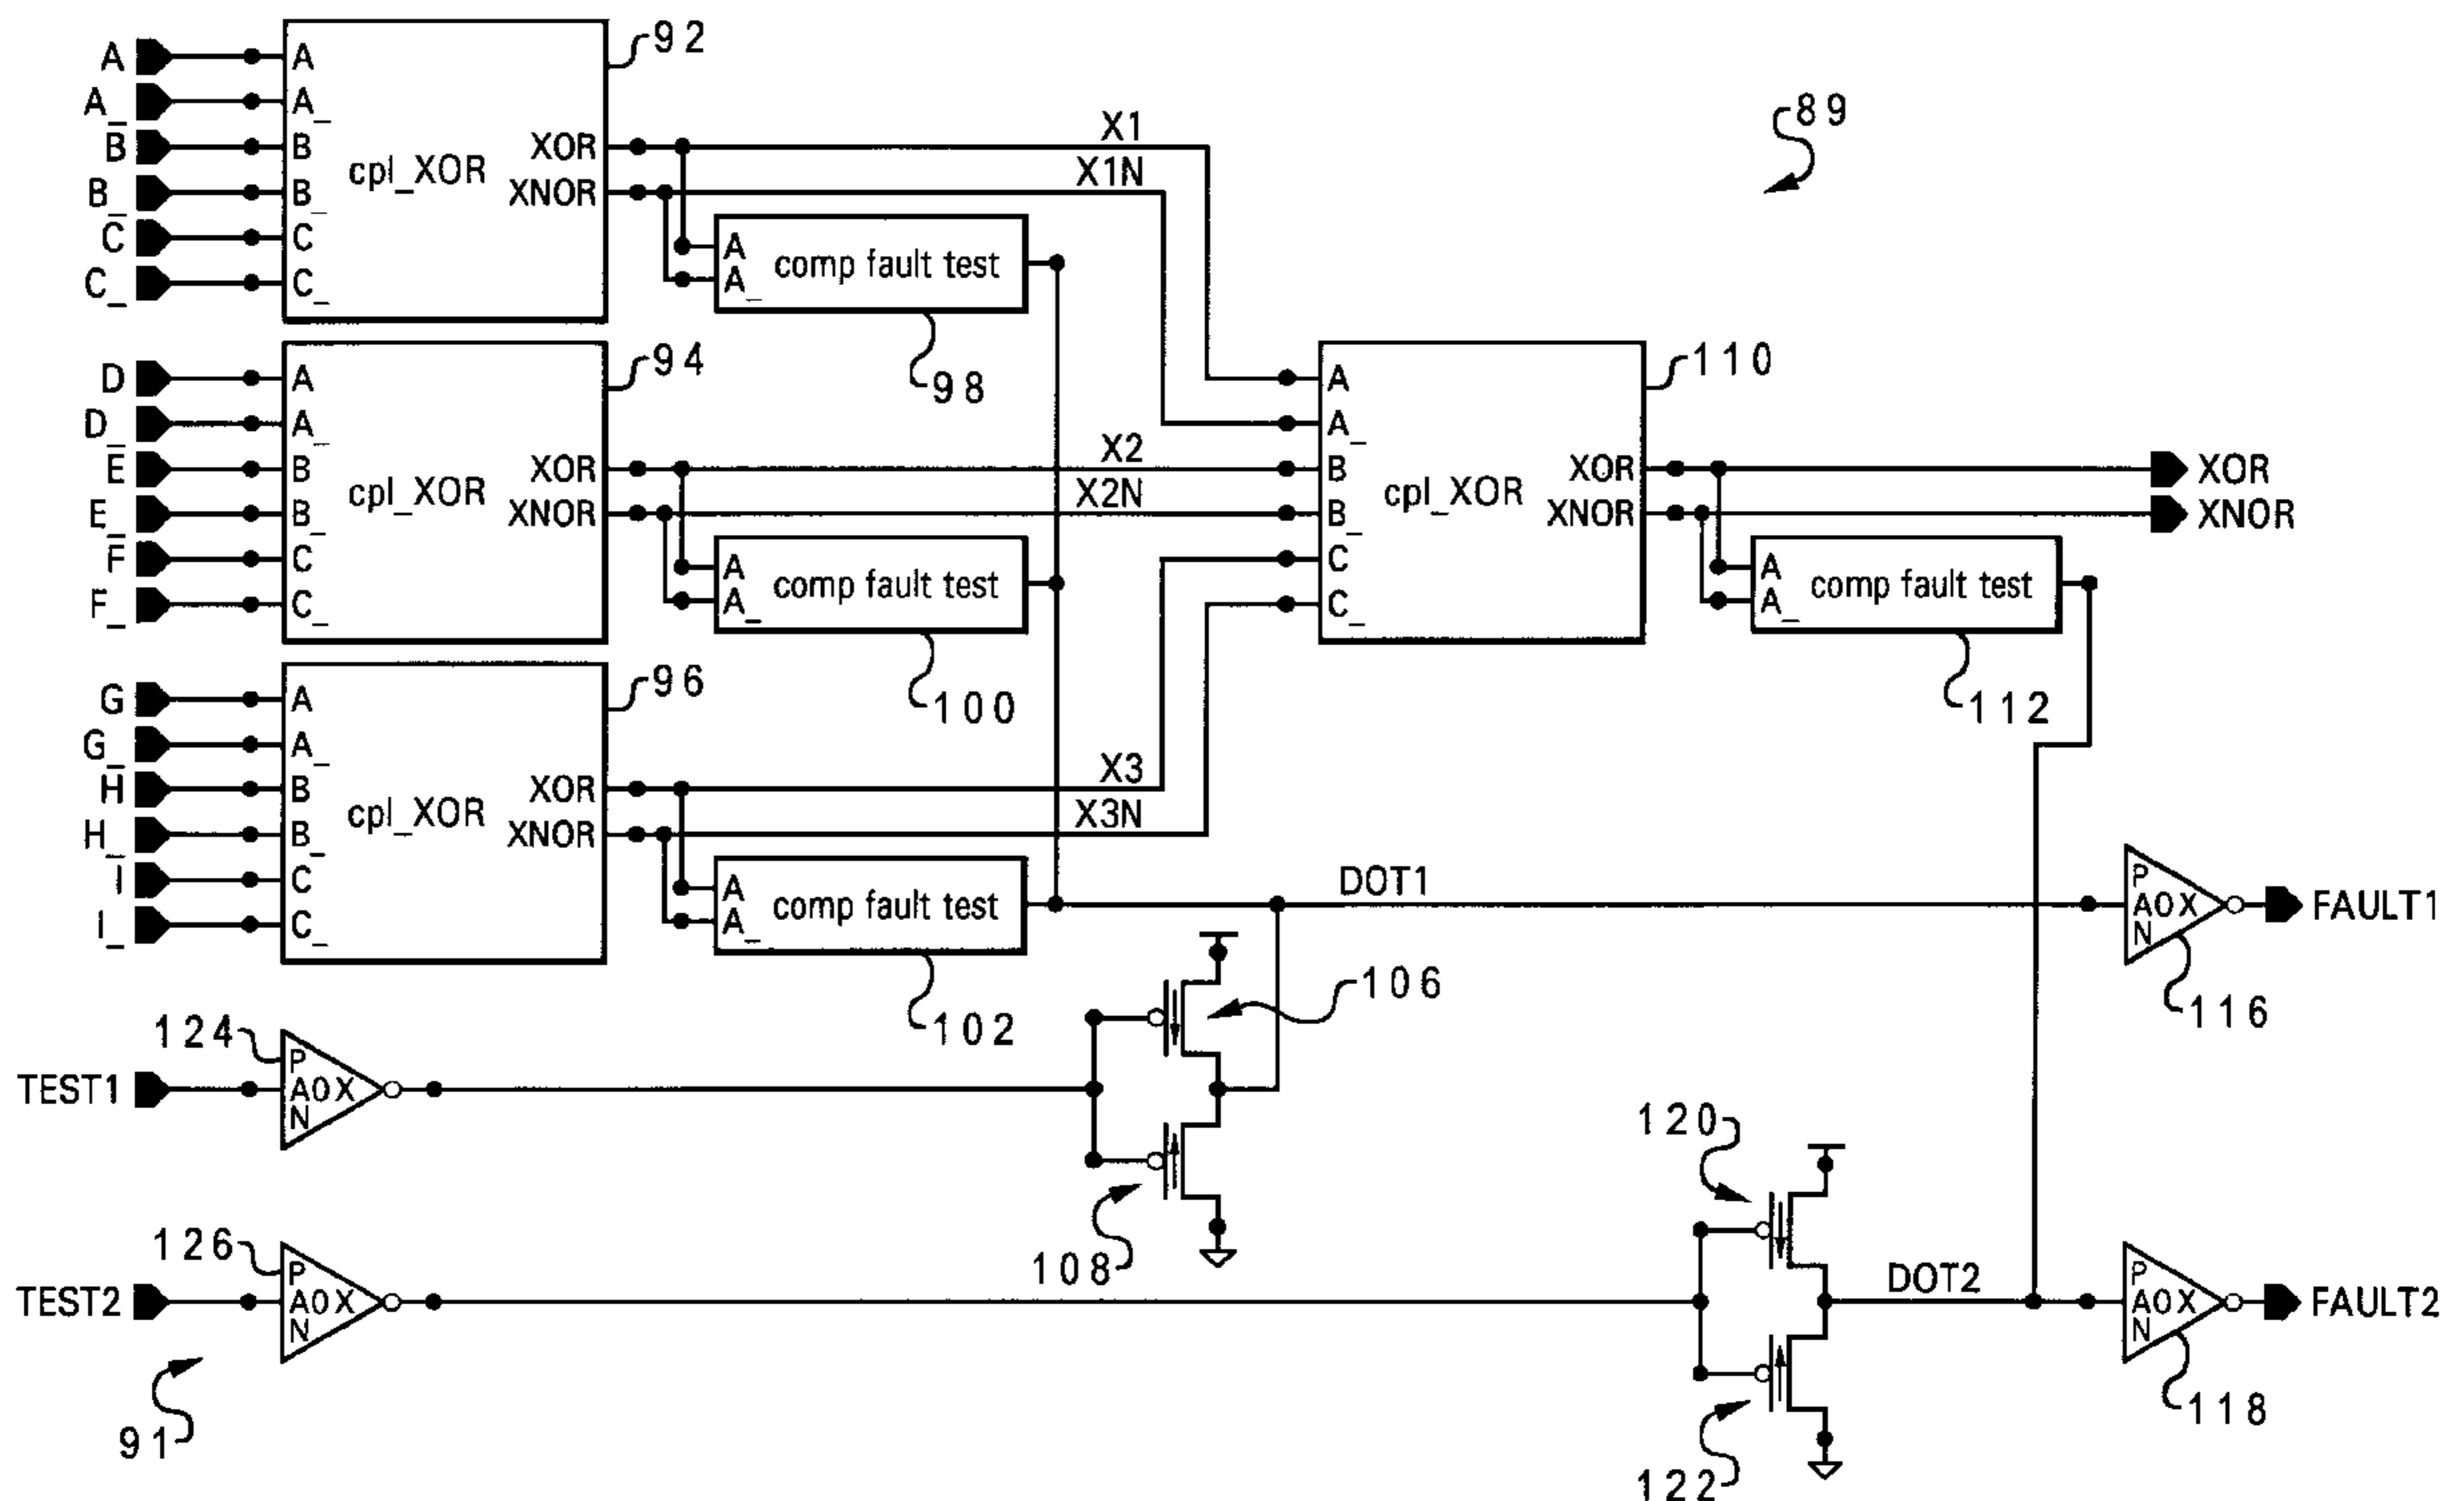 A
A_
B
B_
C
C_
A
A_
B
B_
C
C_
cpl_XOR
XOR
XNOR
92
X1
X1N
A
A_
comp fault test
98
89
D
D_
E
E_
F
F_
A
A_
B
B_
C
C_
cpl_XOR
XOR
XNOR
94
X2
X2N
A
A_
comp fault test
100
A
A_
B
B_
C
C_
cpl_XOR
XOR
XNOR
110
XOR
XNOR
A
A_
comp fault test
112
G
G_
H
H_
I
I_
A
A_
B
B_
C
C_
cpl_XOR
XOR
XNOR
96
X3
X3N
A
A_
comp fault test
102
DOT1
P
A0 X
N
FAULT1
116
106
124
TEST1
P
A0 X
N
108
120
126
TEST2
P
A0 X
N
91
DOT2
P
A0 X
N
FAULT2
118
122